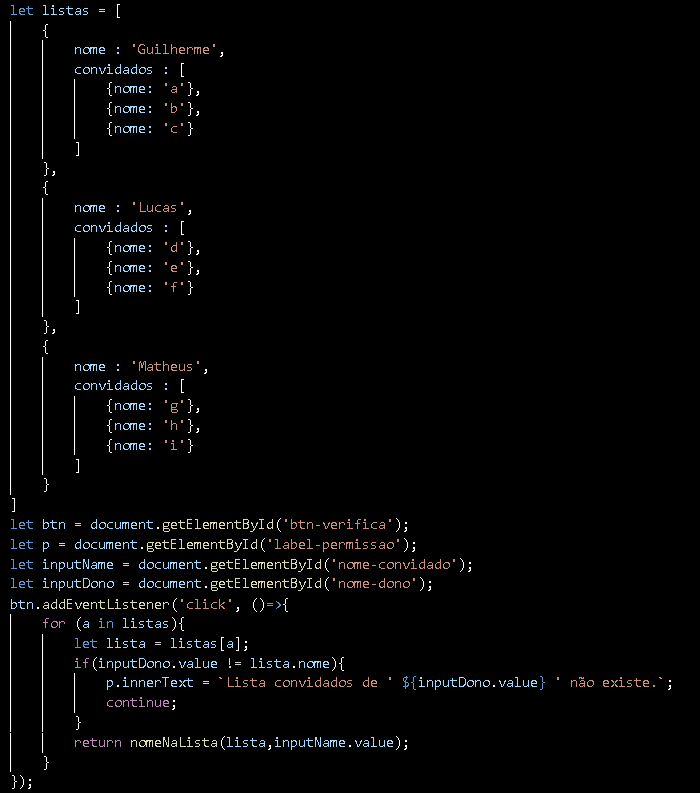 let listas = [
    {
        nome : 'Guilherme',
        convidados : [
            {nome: 'a'},
            {nome: 'b'},
            {nome: 'c'}
        ]
    },
    {
        nome : 'Lucas',
        convidados : [
            {nome: 'd'},
            {nome: 'e'},
            {nome: 'f'}
        ]
    },
    {
        nome : 'Matheus',
        convidados : [
            {nome: 'g'},
            {nome: 'h'},
            {nome: 'i'}
        ]
    }
]
let btn = document.getElementById('btn-verifica');
let p = document.getElementById('label-permissao');
let inputName = document.getElementById('nome-convidado');
let inputDono = document.getElementById('nome-dono');
btn.addEventListener('click', ()=>{
    for (a in listas){
        let lista = listas[a];
        if(inputDono.value != lista.nome){
            p.innerText = `Lista convidados de ' ${inputDono.value} ' não existe.`;
            continue;
        }
        return nomeNaLista(lista,inputName.value);
    }
});